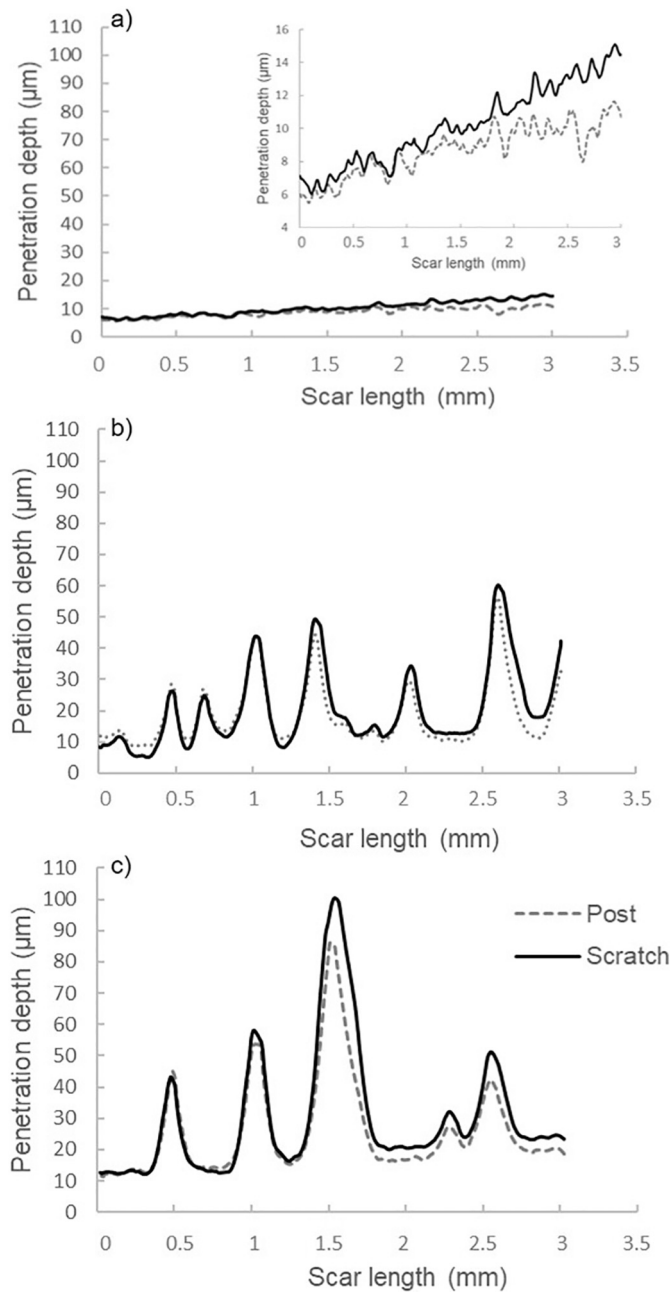 a)
110
100
90
80
70
60
50
40
30
20
10
0
Penetration depth (µm)
0 0.5 1 1.5 2 2.5 3 3.5
Scar length (mm)
16
14
12
10
8
6
4
Penetration depth (µm)
0 0.5 1 1.5 2 2.5 3
Scar length (mm)
b)
110
100
90
80
70
60
50
40
30
20
10
0
Penetration depth (µm)
0 0.5 1 1.5 2 2.5 3 3.5
Scar length (mm)
c)
110
100
90
80
70
60
50
40
30
20
10
0
Penetration depth (µm)
Post
Scratch
0 0.5 1 1.5 2 2.5 3 3.5
Scar length (mm)